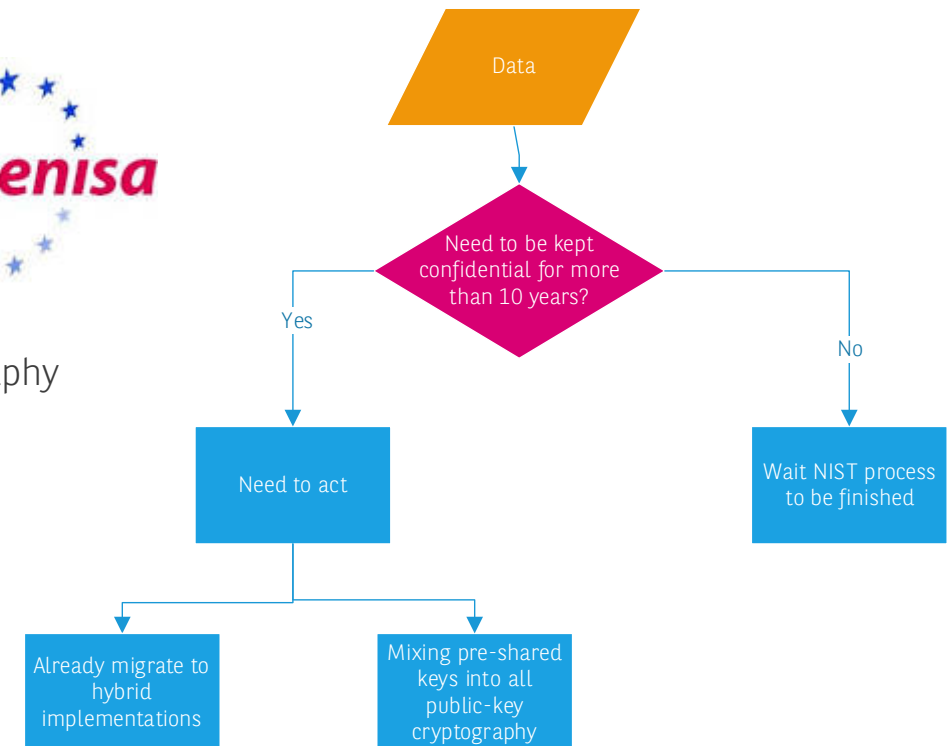 Data
enisa
Need to be kept
confidential for more
than 10 years?
Yes
No
phy
Need to act
Wait NIST process
to be finished
Already migrate to
hybrid
implementations
Mixing pre-shared
keys into all
public-key
cryptography